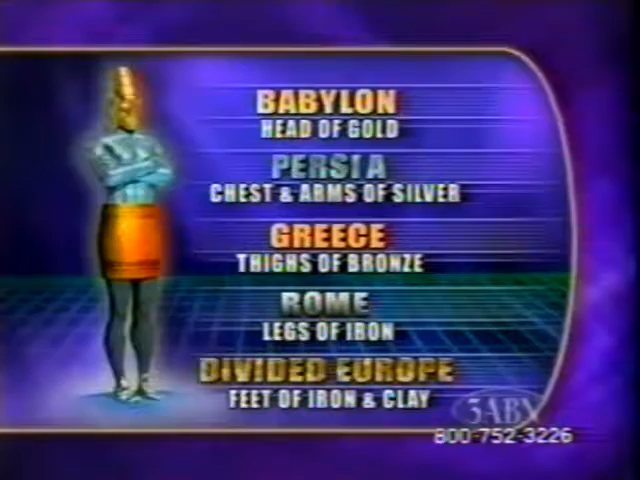 BABYLON
HEAD OF GOLD
PERSIA
CHEST & ARMS OF SILVER
GREECE
THIGHS OF BRONZE
ROME
LEGS OF IRON
DIVIDED EUROPE
FEET OF IRON & CLAY
3ABN
800-752-3226